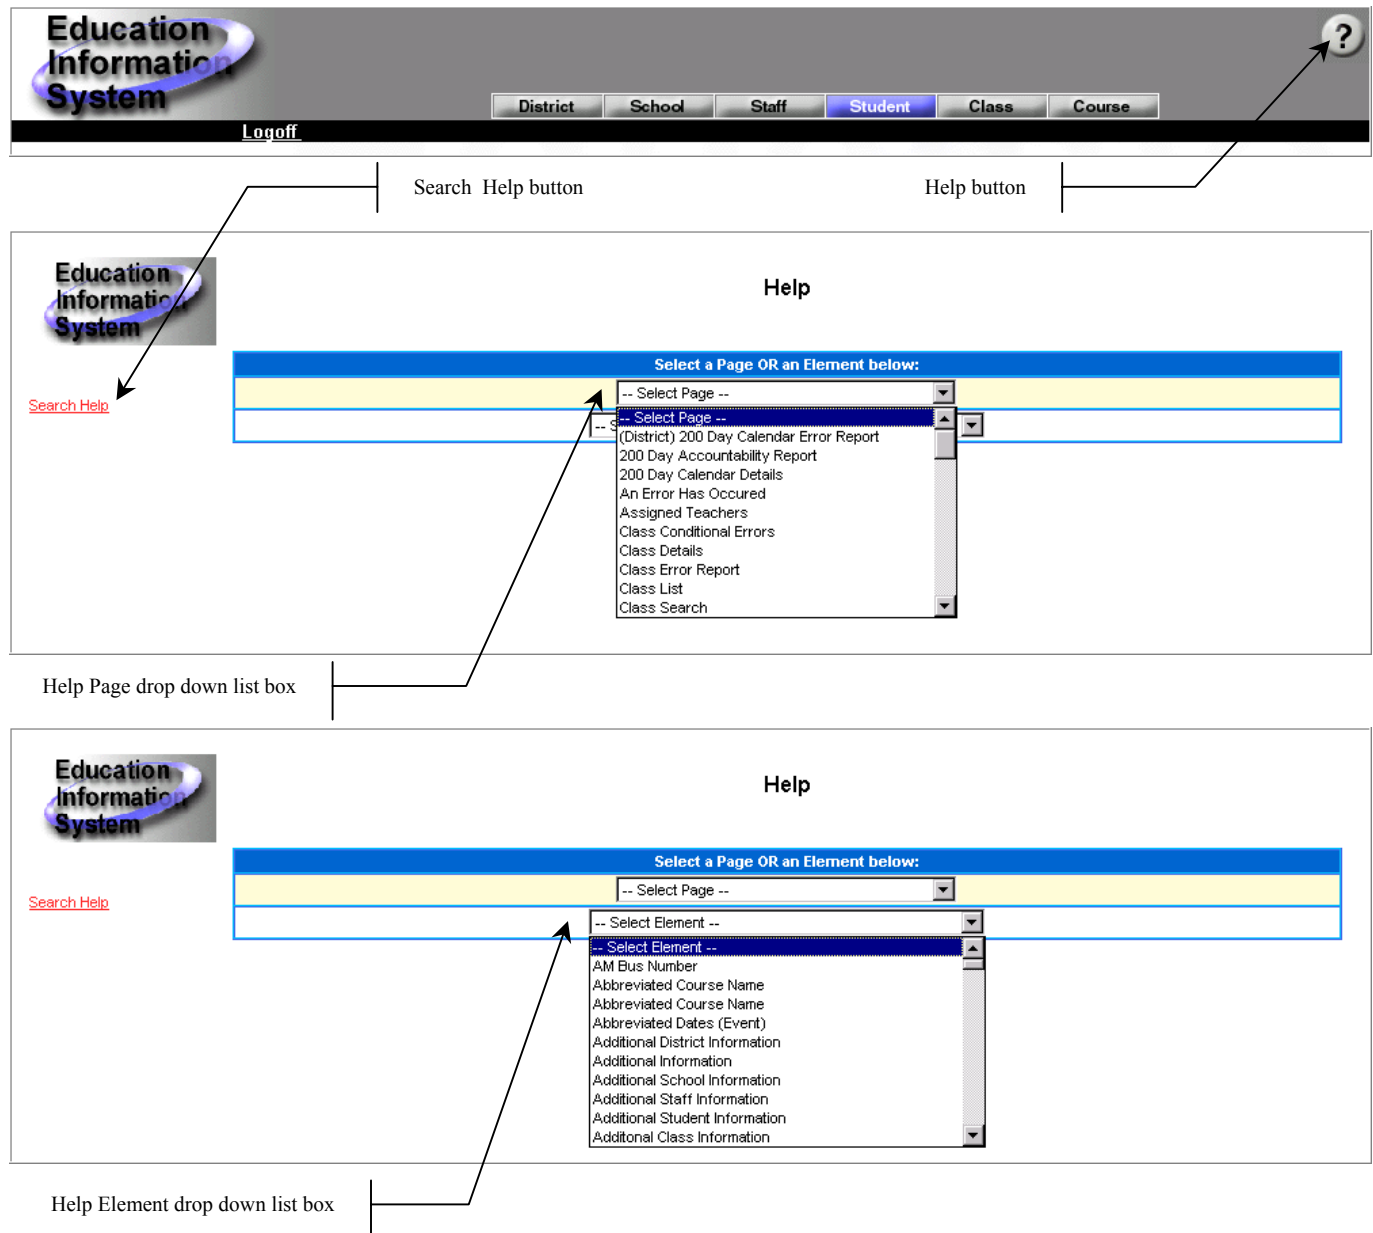 Education
Information
System
?
District School Staff Student Class Course
Logoff
Search Help button
Help button
Education
Information
System
Help
Select a Page OR an Element below:
-- Select Page --
Search Help
-- S
-- Select Page --
(District) 200 Day Calendar Error Report
200 Day Accountability Report
200 Day Calendar Details
An Error Has Occured
Assigned Teachers
Class Conditional Errors
Class Details
Class Error Report
Class List
Class Search
Help Page drop down list box
Education
Information
System
Help
Select a Page OR an Element below:
-- Select Page --
Search Help
-- Select Element --
-- Select Element --
AM Bus Number
Abbreviated Course Name
Abbreviated Course Name
Abbreviated Dates (Event)
Additional District Information
Additional Information
Additional School Information
Additional Staff Information
Additional Student Information
Additonal Class Information
Help Element drop down list box